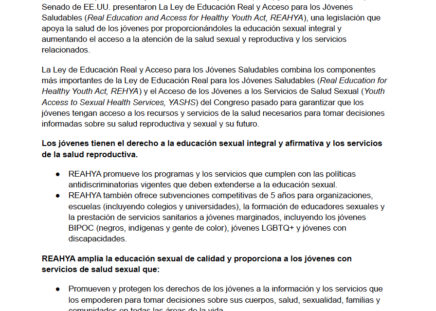 Senado de EE.UU. presentaron La Ley de Educación Real y Acceso para los Jóvenes
Saludables (Real Education and Access for Healthy Youth Act, REAHYA), una legislación que
apoya la salud de los jóvenes por proporcionándoles la educación sexual integral y
aumentando el acceso a la atención de la salud sexual y reproductiva y los servicios
relacionados.
La Ley de Educación Real y Acceso para los Jóvenes Saludables combina los componentes
más importantes de la Ley de Educación Real para los Jóvenes Saludables (Real Education for
Healthy Youth Act, REHYA) y el Acceso de los Jóvenes a los Servicios de Salud Sexual (Youth
Access to Sexual Health Services, YASHS) del Congreso pasado para garantizar que los
jóvenes tengan acceso a los recursos y servicios de la salud necesarios para tomar decisiones
informadas sobre su salud reproductiva y sexual y su futuro.
Los jóvenes tienen el derecho a la educación sexual integral y afirmativa y los servicios
de la salud reproductiva.
● REAHYA promueve los programas y los servicios que cumplen con las políticas
antidiscriminatorias vigentes que deben extenderse a la educación sexual.
● REAHYA también ofrece subvenciones competitivas de 5 años para organizaciones,
escuelas (incluyendo colegios y universidades), la formación de educadores sexuales y
la prestación de servicios sanitarios a jóvenes marginados, incluyendo los jóvenes
BIPOC (negros, indígenas y gente de color), jóvenes LGBTQ+ y jóvenes con
discapacidades.
REAHYA amplía la educación sexual de calidad y proporciona a los jóvenes con
servicios de salud sexual que:
● Promueven y protegen los derechos de los jóvenes a la información y los servicios que
los empoderen para tomar decisiones sobre sus cuerpos, salud, sexualidad, familias y
comunidades en todas las áreas de la vida.